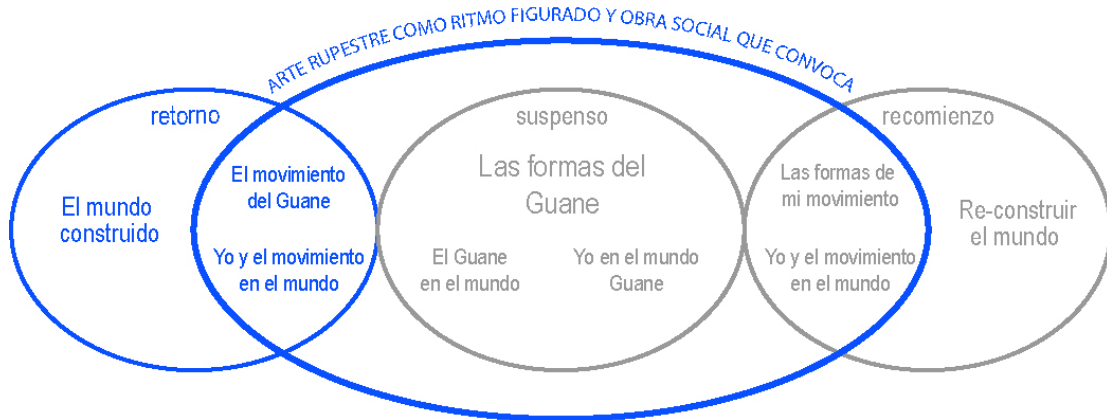 ARTE RUPESTRE COMO RITMO FIGURADO Y OBRA SOCIAL QUE CONVOCA
retorno
El mundo
construido
El movimiento
del Guane
Yo y el movimiento
en el mundo
suspenso
Las formas del
Guane
El Guane
en el mundo
Yo en el mundo
Guane
recomienzo
Las formas de
mi movimiento
Yo y el movimiento
en el mundo
Re-construir
el mundo